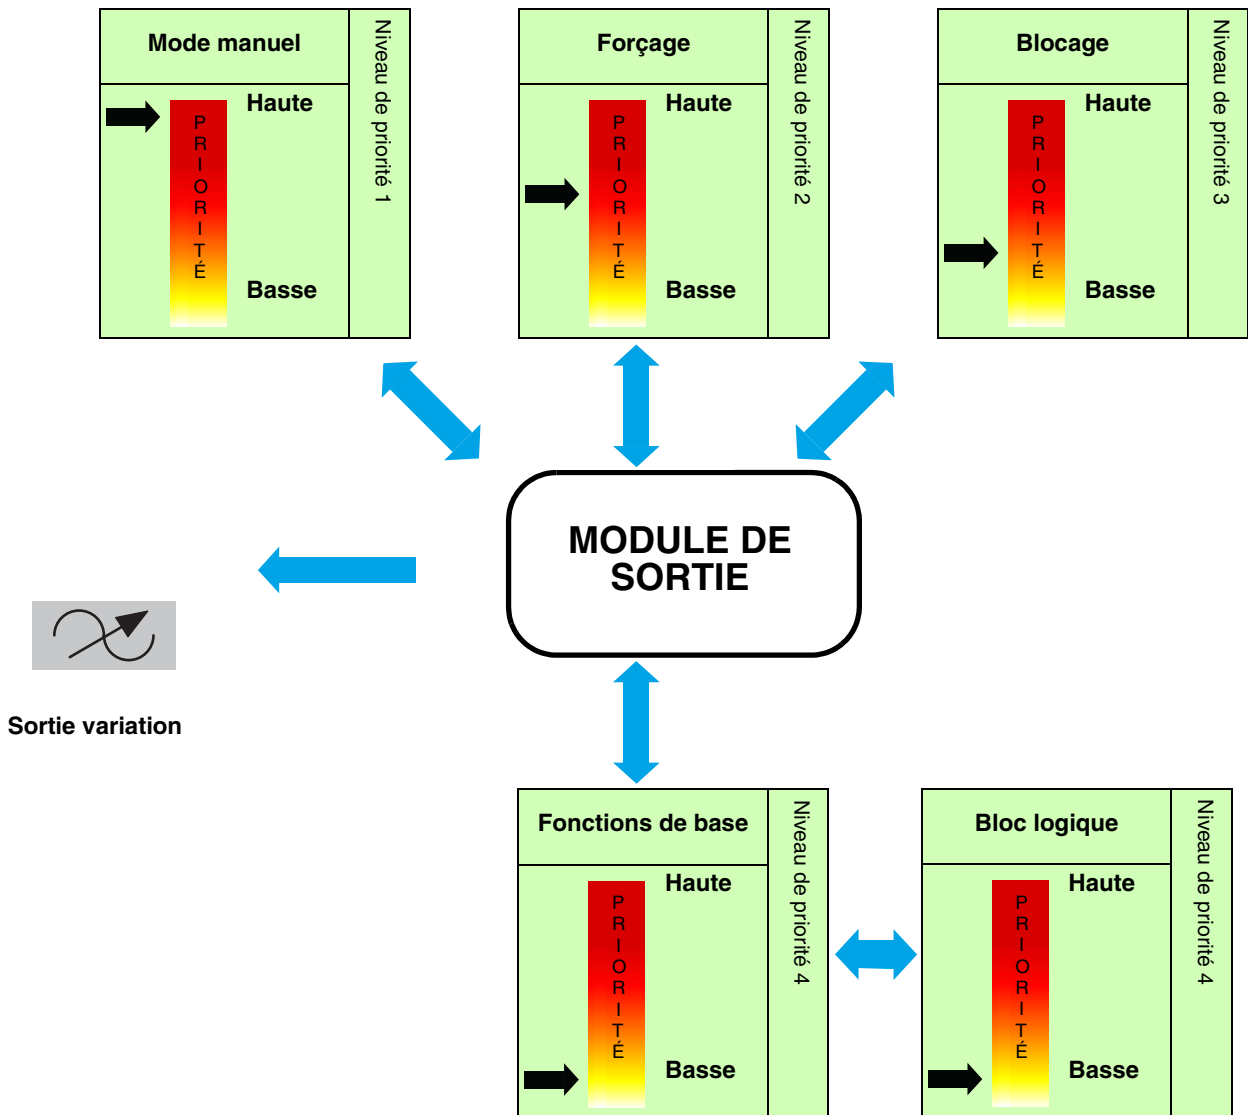 Mode manuel
Niveau de priorité 1
Haute
PRIORITÉ
Basse
Forçage
Niveau de priorité 2
Haute
PRIORITÉ
Basse
Blocage
Niveau de priorité 3
Haute
PRIORITÉ
Basse
MODULE DE
SORTIE
Sortie variation
Fonctions de base
Niveau de priorité 4
Haute
PRIORITÉ
Basse
Bloc logique
Niveau de priorité 4
Haute
PRIORITÉ
Basse